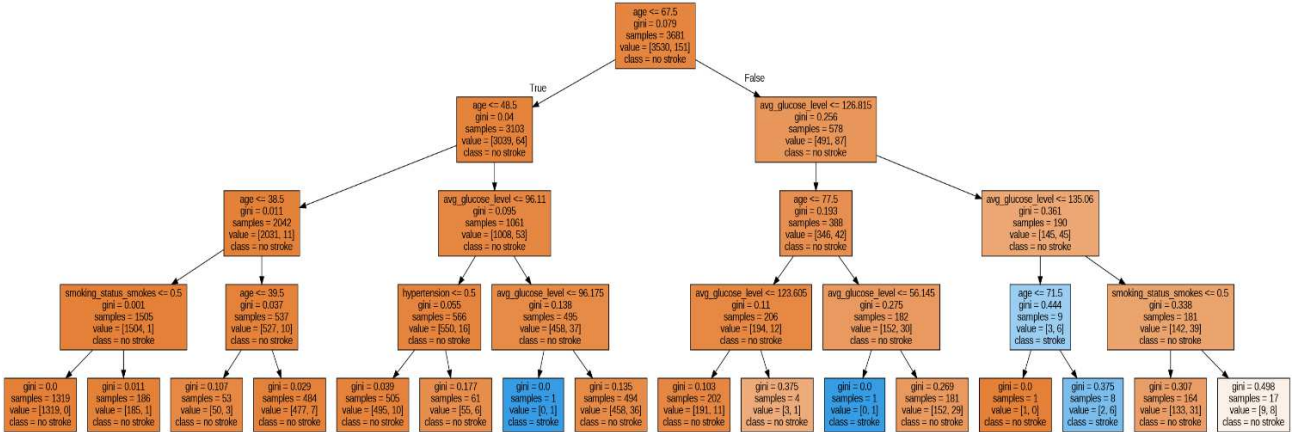 age <= 67.5
gini = 0.079
samples = 3681
value = [3530, 151]
class = no stroke
True
False
age <= 48.5
gini = 0.04
samples = 3103
value = [3039, 64]
class = no stroke
avg_glucose_level <= 126.815
gini = 0.256
samples = 578
value = [491, 87]
class = no stroke
age <= 38.5
gini = 0.011
samples = 2042
value = [2031, 11]
class = no stroke
avg_glucose_level <= 96.11
gini = 0.095
samples = 1061
value = [1008, 53]
class = no stroke
age <= 77.5
gini = 0.193
samples = 388
value = [346, 42]
class = no stroke
avg_glucose_level <= 135.06
gini = 0.361
samples = 190
value = [145, 45]
class = no stroke
smoking_status_smokes <= 0.5
gini = 0.001
samples = 1505
value = [1504, 1]
class = no stroke
age <= 39.5
gini = 0.037
samples = 537
value = [527, 10]
class = no stroke
hypertension <= 0.5
gini = 0.055
samples = 566
value = [550, 16]
class = no stroke
avg_glucose_level <= 96.175
gini = 0.138
samples = 495
value = [458, 37]
class = no stroke
avg_glucose_level <= 123.605
gini = 0.11
samples = 206
value = [194, 12]
class = no stroke
avg_glucose_level <= 56.145
gini = 0.275
samples = 182
value = [152, 30]
class = no stroke
age <= 71.5
gini = 0.444
samples = 9
value = [3, 6]
class = stroke
smoking_status_smokes <= 0.5
gini = 0.338
samples = 181
value = [142, 39]
class = no stroke
gini = 0.0
samples = 1319
value = [1319, 0]
class = no stroke
gini = 0.011
samples = 186
value = [185, 1]
class = no stroke
gini = 0.107
samples = 53
value = [50, 3]
class = no stroke
gini = 0.029
samples = 484
value = [477, 7]
class = no stroke
gini = 0.039
samples = 505
value = [495, 10]
class = no stroke
gini = 0.177
samples = 61
value = [55, 6]
class = no stroke
gini = 0.0
samples = 1
value = [0, 1]
class = stroke
gini = 0.135
samples = 494
value = [458, 36]
class = no stroke
gini = 0.103
samples = 202
value = [191, 11]
class = no stroke
gini = 0.375
samples = 4
value = [3, 1]
class = no stroke
gini = 0.0
samples = 1
value = [0, 1]
class = stroke
gini = 0.269
samples = 181
value = [152, 29]
class = no stroke
gini = 0.0
samples = 1
value = [1, 0]
class = no stroke
gini = 0.375
samples = 8
value = [2, 6]
class = stroke
gini = 0.307
samples = 164
value = [133, 31]
class = no stroke
gini = 0.498
samples = 17
value = [9, 8]
class = no stroke